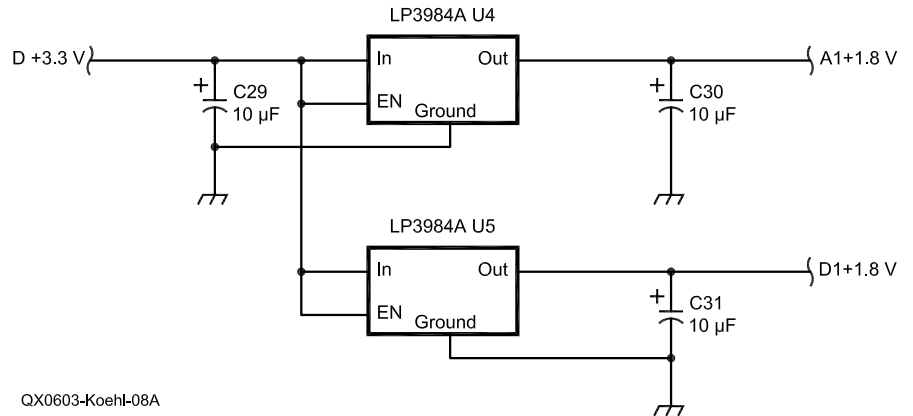 LP3984A U4
D +3.3 V
In
Out
A1+1.8 V
+
C29
10 µF
EN
Ground
+
C30
10 µF
LP3984A U5
In
Out
D1+1.8 V
EN
Ground
+
C31
10 µF
QX0603-Koehl-08A